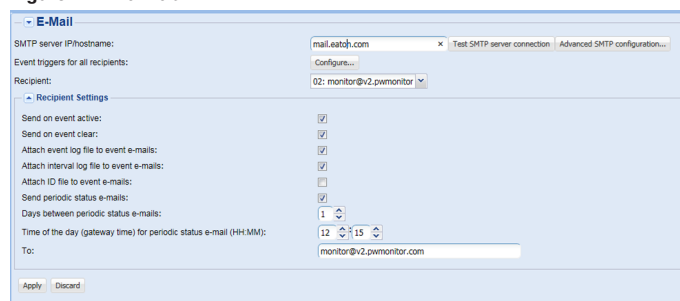 E-Mail
SMTP server IP/hostname: mail.eaton.com × Test SMTP server connection Advanced SMTP configuration...
Event triggers for all recipients: Configure...
Recipient: 02: monitor@v2.pwmonitor
Recipient Settings
Send on event active:
Send on event clear:
Attach event log file to event e-mails:
Attach interval log file to event e-mails:
Attach ID file to event e-mails:
Send periodic status e-mails:
Days between periodic status e-mails: 1
Time of the day (gateway time) for periodic status e-mail (HH:MM): 12 : 15
To: monitor@v2.pwmonitor.com
Apply Discard